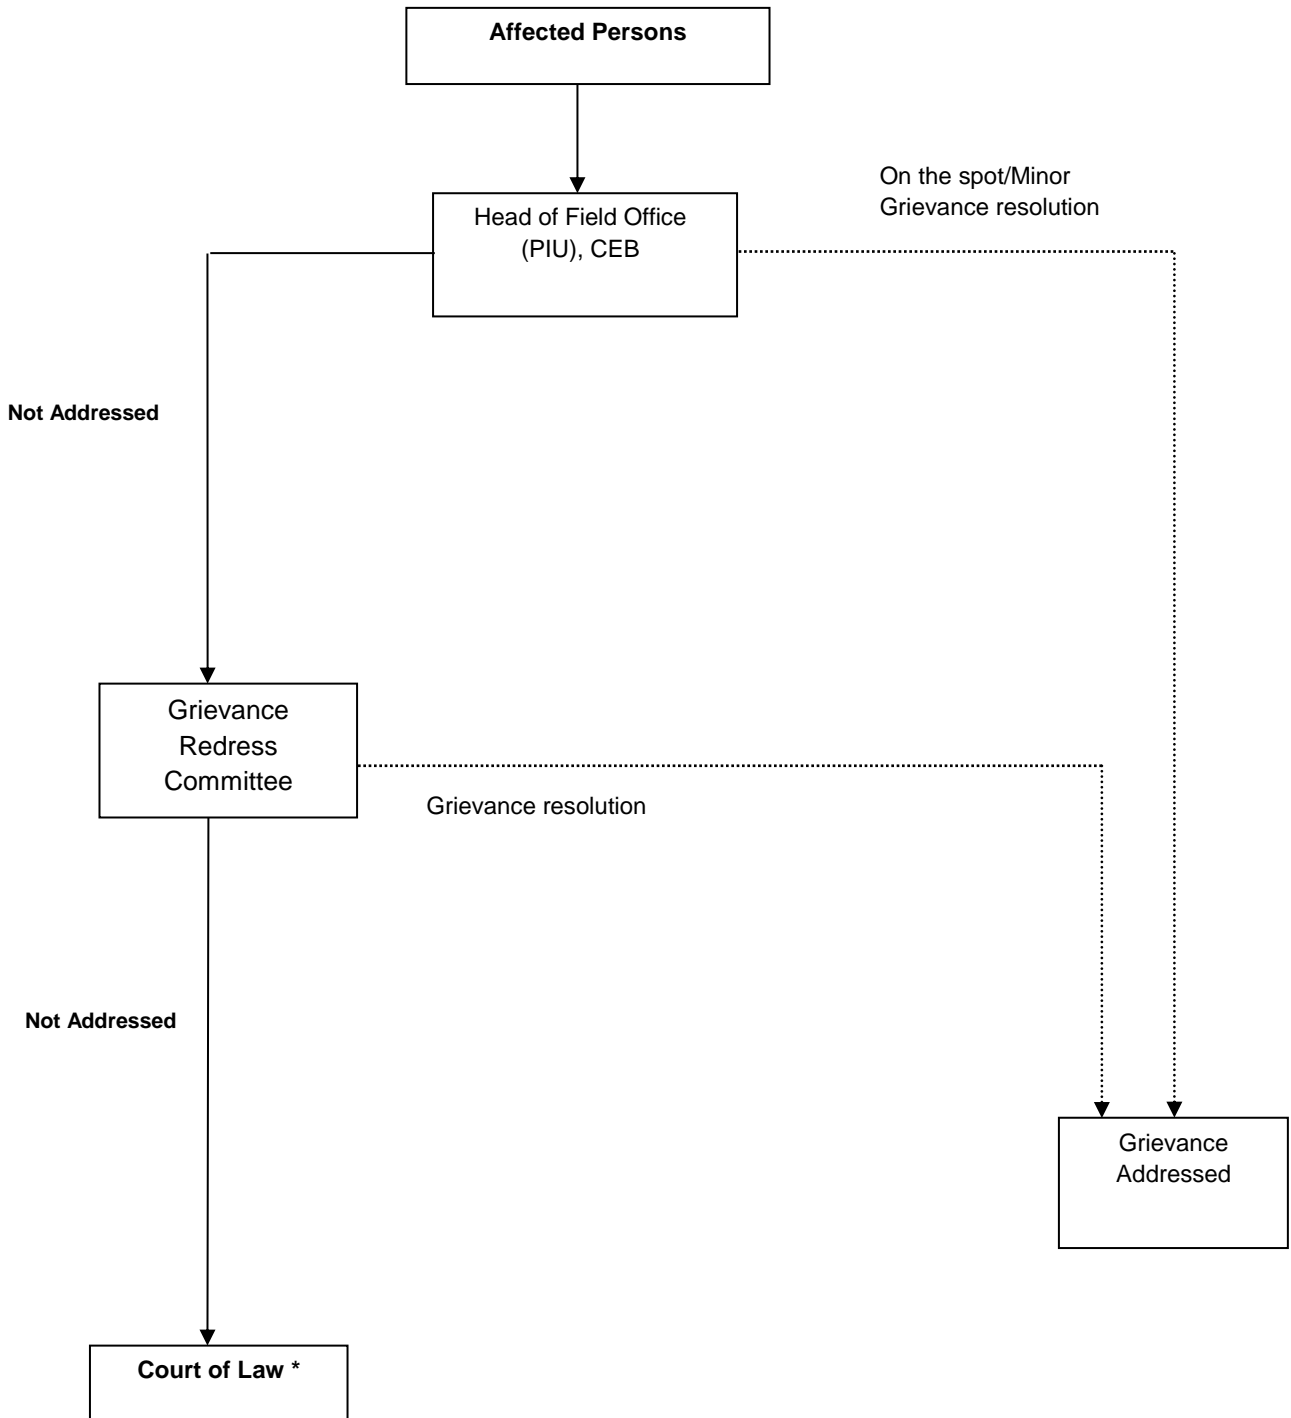 Affected Persons
On the spot/Minor
Grievance resolution
Head of Field Office
(PIU), CEB
Not Addressed
Grievance
Redress
Committee
Grievance resolution
Not Addressed
Grievance
Addressed
Court of Law *